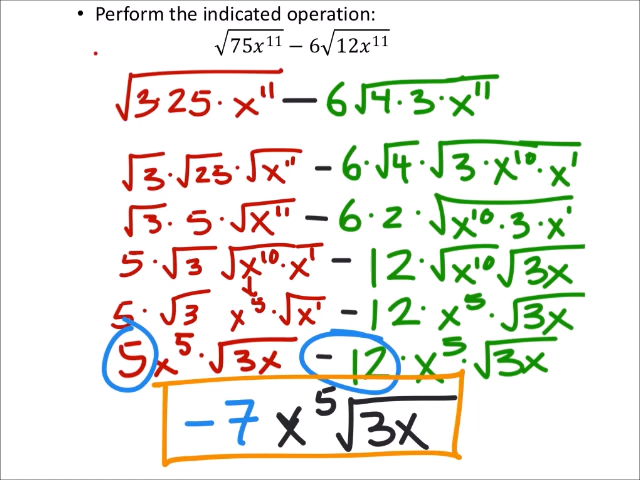 • Perform the indicated operation:
√75x¹¹ − 6√12x¹¹
√3·25·x¹¹ − 6√4·3·x¹¹
√3·√25·√x¹¹ − 6·√4·√3·x¹⁰·x¹
√3·5·√x¹¹ − 6·2·√x¹⁰·3·x¹
5·√3 √x¹⁰·x¹ − 12·√x¹⁰ √3x
5·√3 x⁵·√x¹ − 12·x⁵·√3x
5x⁵·√3x − 12·x⁵·√3x
−7x⁵√3x